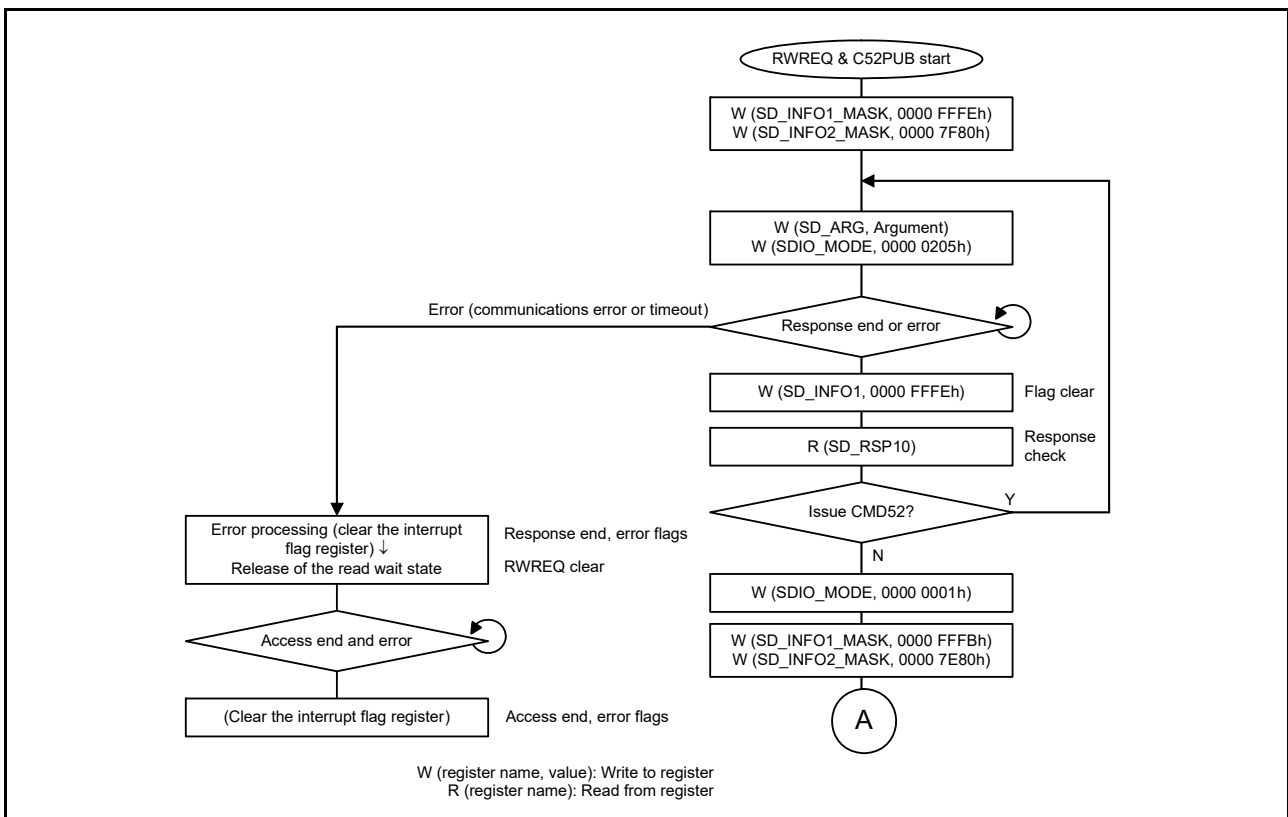 RWREQ & C52PUB start
W (SD_INFO1_MASK, 0000 FFFEh)
W (SD_INFO2_MASK, 0000 7F80h)
W (SD_ARG, Argument)
W (SDIO_MODE, 0000 0205h)
Error (communications error or timeout)
Response end or error
W (SD_INFO1, 0000 FFFEh)
Flag clear
R (SD_RSP10)
Response
check
Issue CMD52?
Y
N
Error processing (clear the interrupt
flag register) ↓
Release of the read wait state
Response end, error flags
RWREQ clear
W (SDIO_MODE, 0000 0001h)
Access end and error
W (SD_INFO1_MASK, 0000 FFFBh)
W (SD_INFO2_MASK, 0000 7E80h)
(Clear the interrupt flag register)
Access end, error flags
A
W (register name, value): Write to register
R (register name): Read from register